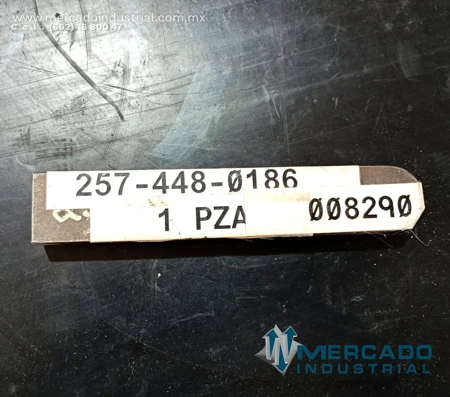 www.mercadoindustrial.com.mx
257-448-0186
1 PZA
008290
MERCADO
INDUSTRIAL